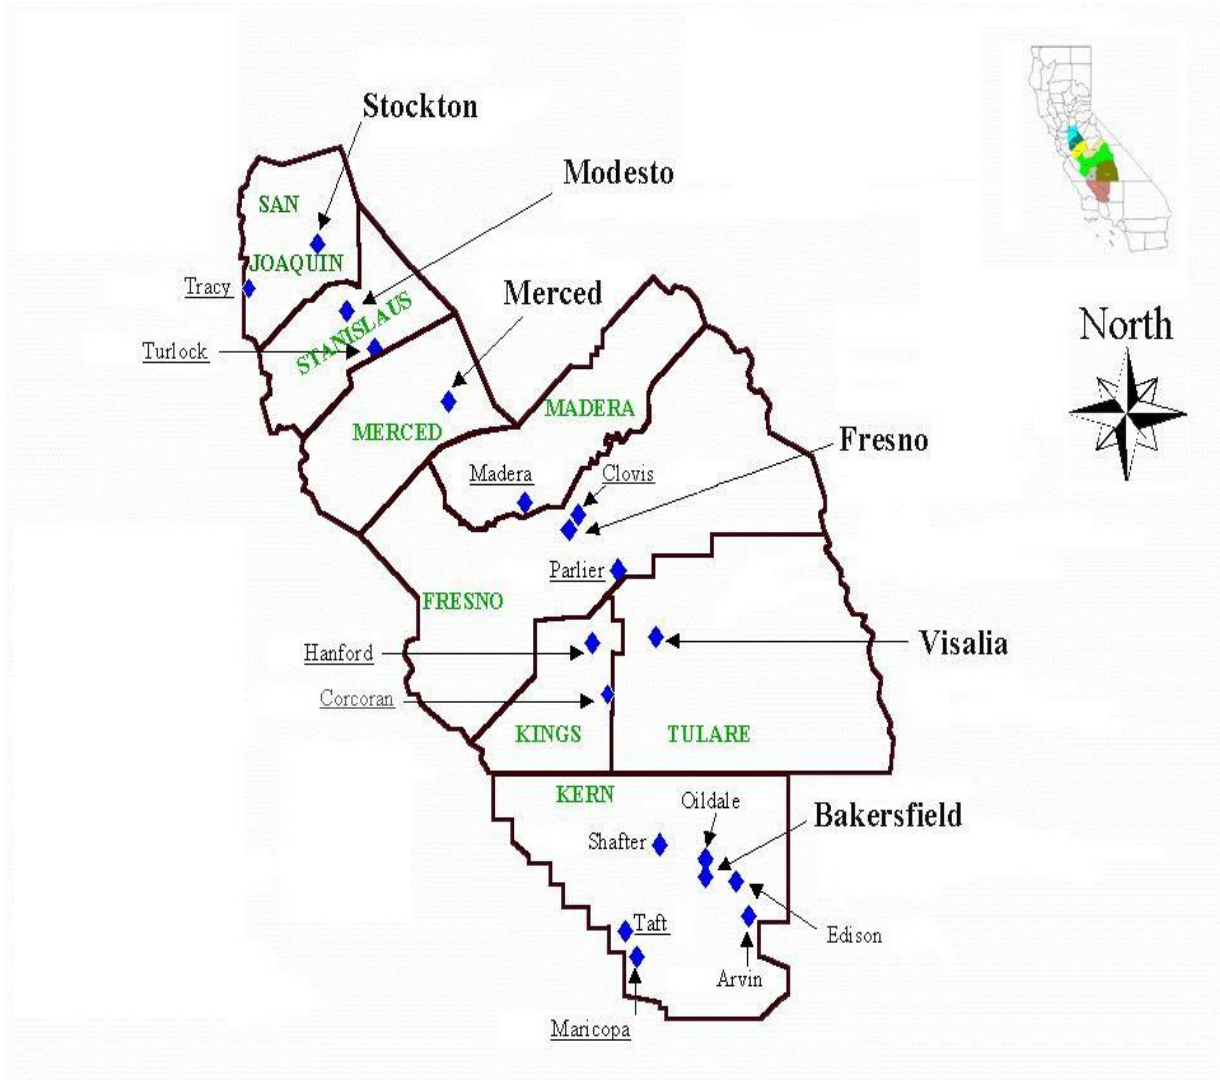 Stockton
Modesto
SAN
JOAQUIN
Tracy
Merced
STANISLAUS
North
Turlock
MADERA
MERCED
Fresno
Madera
Clovis
Parlier
FRESNO
Visalia
Hanford
Corcoran
KINGS
TULARE
KERN
Oildale
Bakersfield
Shafter
Taft
Edison
Arvin
Maricopa